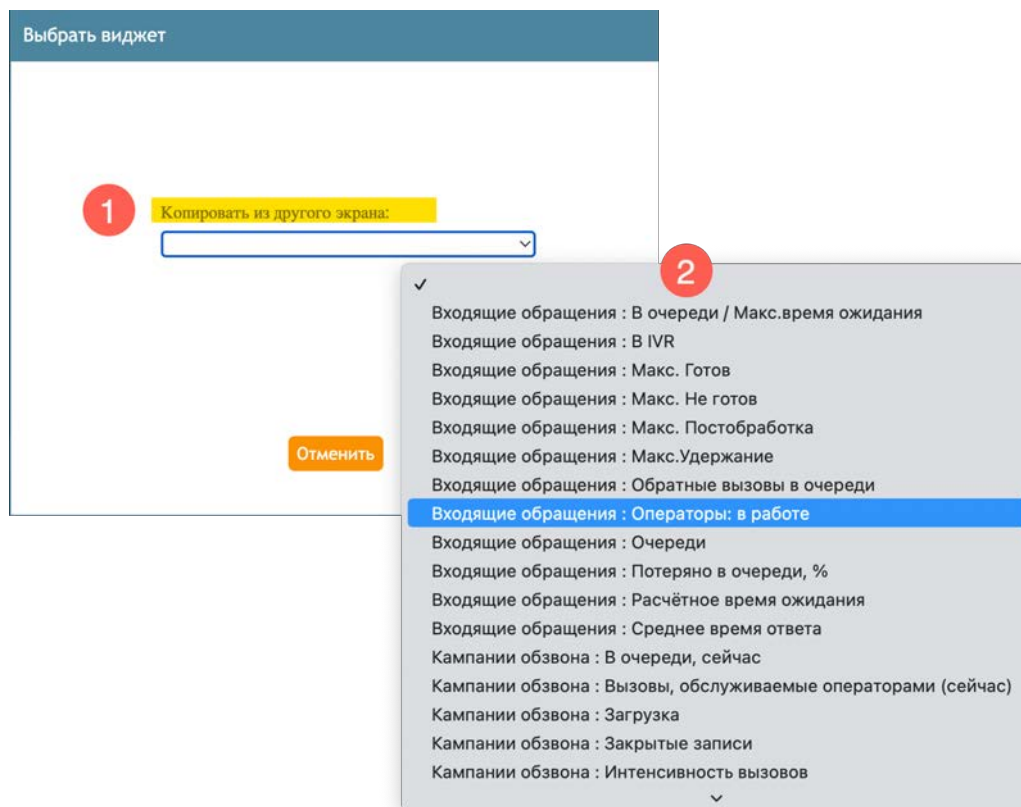 Выбрать виджет
1
Копировать из другого экрана:
2
Входящие обращения : В очереди / Макс.время ожидания
Входящие обращения : В IVR
Входящие обращения : Макс. Готов
Входящие обращения : Макс. Не готов
Входящие обращения : Макс. Постобработка
Входящие обращения : Макс.Удержание
Входящие обращения : Обратные вызовы в очереди
Входящие обращения : Операторы: в работе
Входящие обращения : Очереди
Входящие обращения : Потеряно в очереди, %
Входящие обращения : Расчётное время ожидания
Входящие обращения : Среднее время ответа
Кампании обзвона : В очереди, сейчас
Кампании обзвона : Вызовы, обслуживаемые операторами (сейчас)
Кампании обзвона : Загрузка
Кампании обзвона : Закрытые записи
Кампании обзвона : Интенсивность вызовов
Отменить